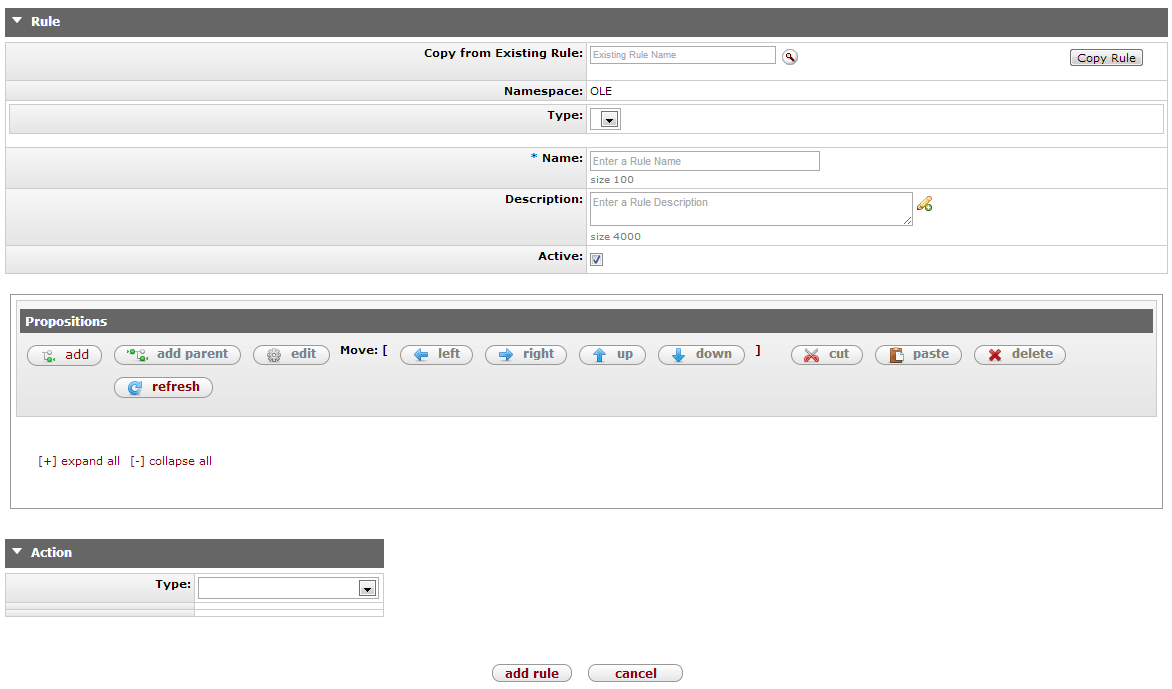 Rule
Copy from Existing Rule: Existing Rule Name Copy Rule
Namespace: OLE
Type:
* Name: Enter a Rule Name
size 100
Description: Enter a Rule Description
size 4000
Active:
Propositions
add add parent edit Move: [ left right up down ] cut paste delete
refresh
[+] expand all [-] collapse all
Action
Type:
add rule cancel